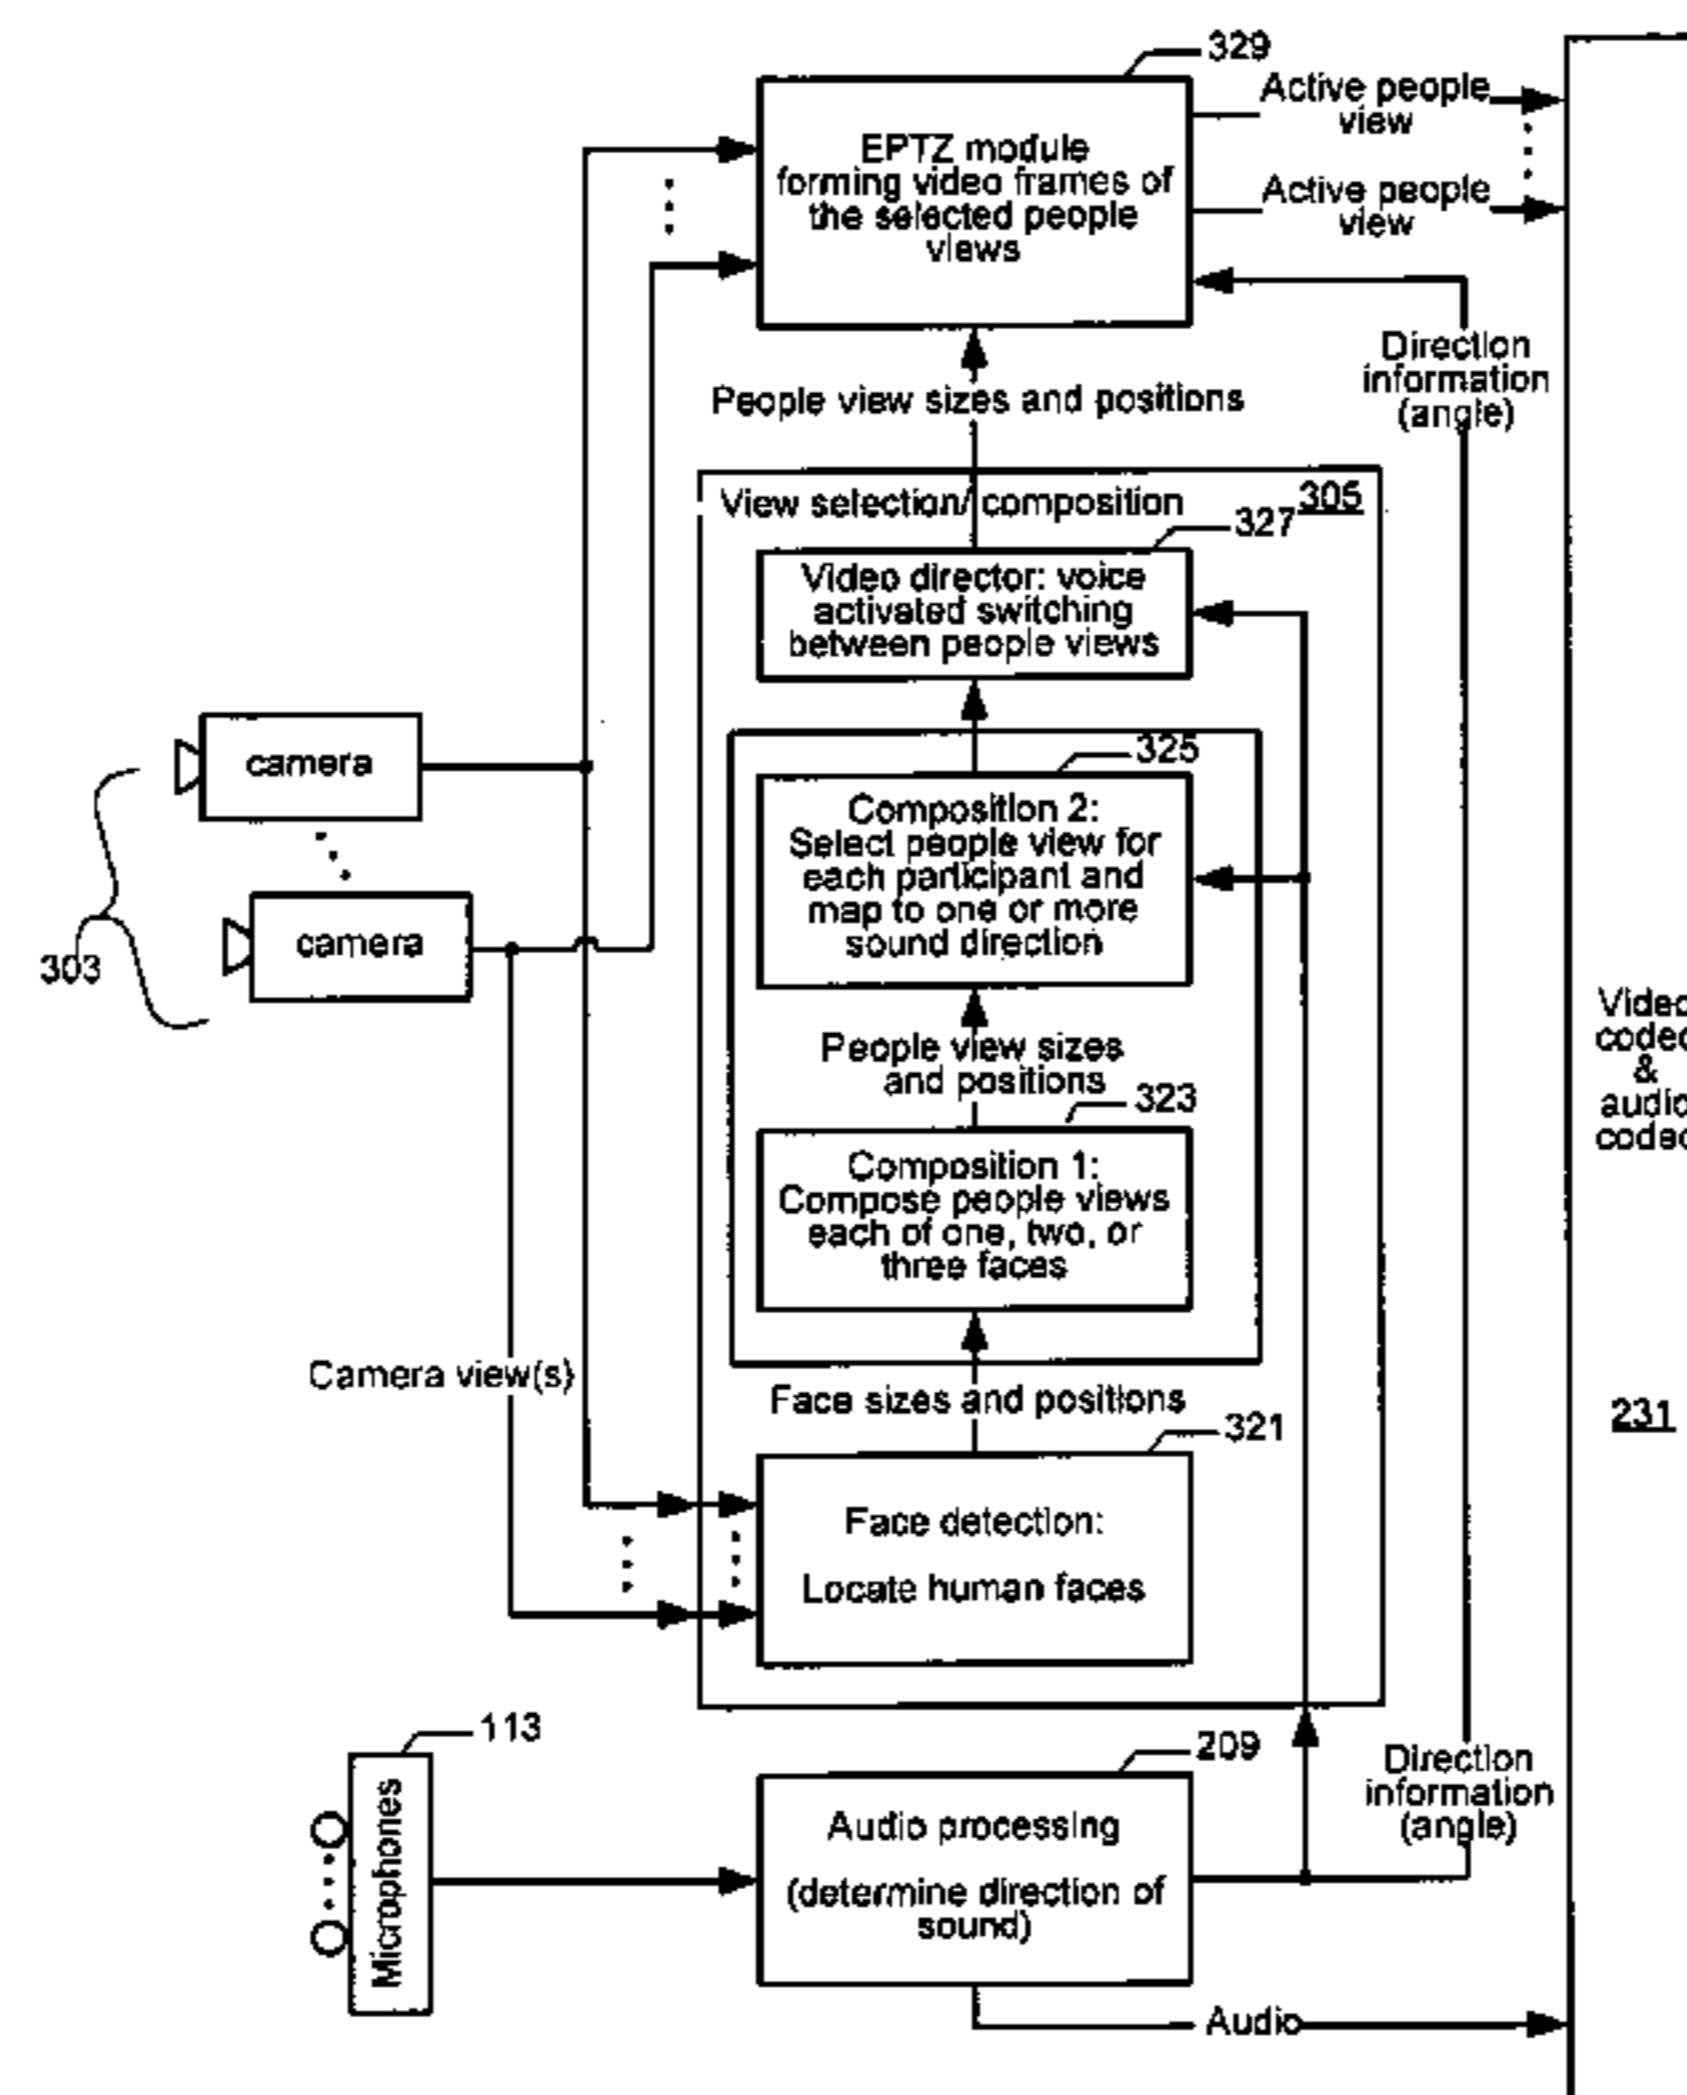 329
Active people
view
EPTZ module
forming video frames of
the selected people
views
Active people
view
Direction
information
(angle)
People view sizes and positions
View selection/ composition
305
327
Video director: voice
activated switching
between people views
325
camera
Composition 2:
Select people view for
each participant and
map to one or more
sound direction
camera
303
People view sizes
and positions
323
Video
codec
&
audio
codec
Composition 1:
Compose people views
each of one, two, or
three faces
Camera view(s)
Face sizes and positions
321
231
Face detection:
Locate human faces
113
209
Microphones
Direction
information
(angle)
Audio processing
(determine direction of
sound)
Audio